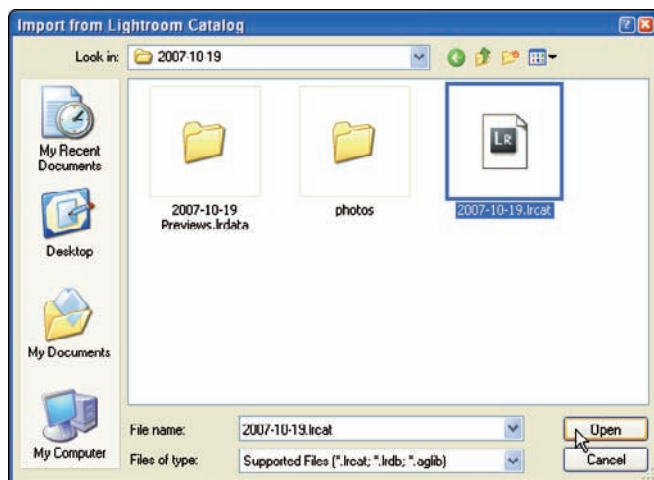 Import from Lightroom Catalog
Look in:
2007-10-19
My Recent
Documents
Desktop
My Documents
My Computer
2007-10-19
Previews.lrdata
photos
LR
2007-10-19.lrcat
File name:
2007-10-19.lrcat
Open
Files of type:
Supported Files (*.lrcat; *.lrdb; *.aglib)
Cancel